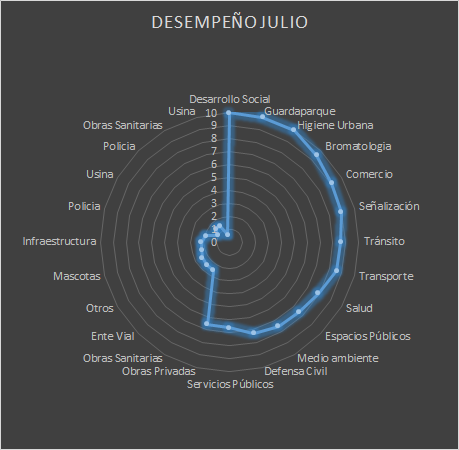 DESEMPEÑO JULIO
Desarrollo Social
Guardaparque
Higiene Urbana
Bromatologia
Comercio
Señalización
Tránsito
Transporte
Salud
Espacios Públicos
Medio ambiente
Defensa Civil
Servicios Públicos
Obras Privadas
Obras Sanitarias
Ente Vial
Otros
Mascotas
Infraestructura
Policia
Usina
Policia
Obras Sanitarias
Usina
10
9
8
7
6
5
4
3
2
1
0